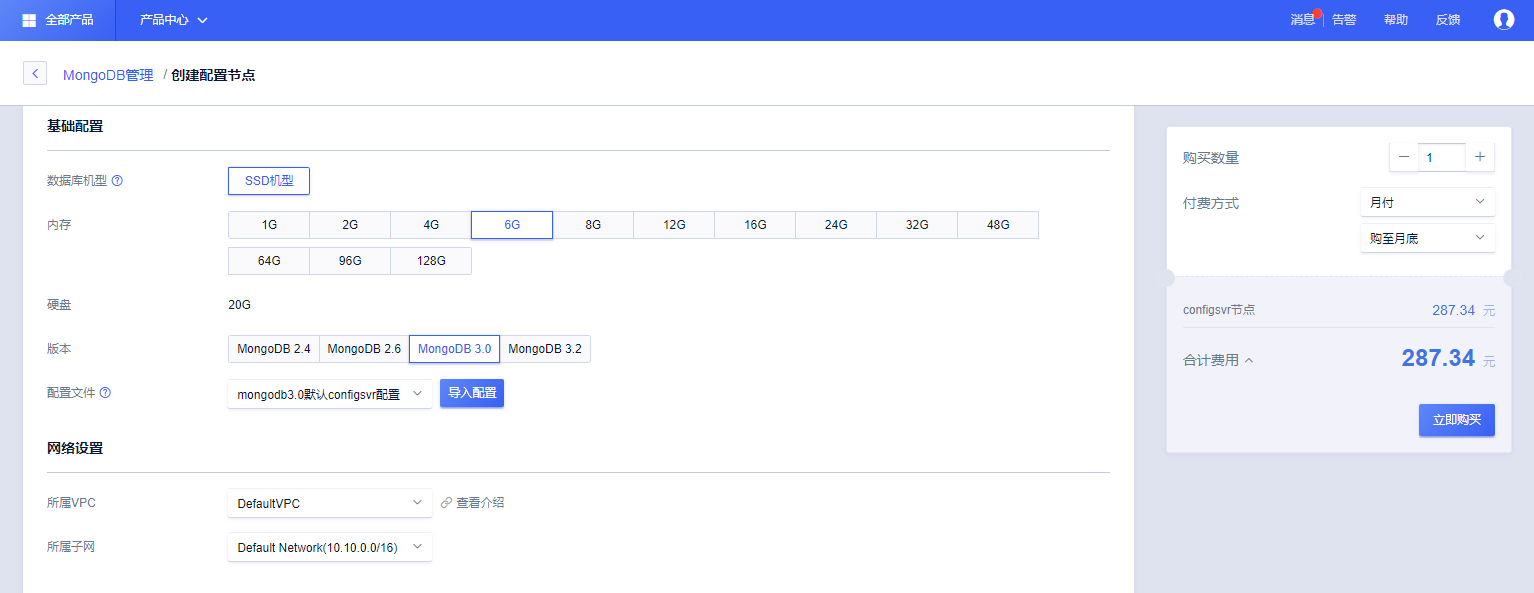 全部产品 产品中心 消息 告警 帮助 反馈
MongoDB管理 / 创建配置节点
基础配置
数据库机型 SSD机型
内存 1G 2G 4G 6G 8G 12G 16G 24G 32G 48G
64G 96G 128G
硬盘 20G
版本 MongoDB 2.4 MongoDB 2.6 MongoDB 3.0 MongoDB 3.2
配置文件 mongodb3.0默认configsvr配置 导入配置
网络设置
所属VPC DefaultVPC 查看介绍
所属子网 Default Network(10.10.0.0/16)
购买数量 1
付费方式 月付
购至月底
configsvr节点 287.34 元
合计费用 287.34 元
立即购买